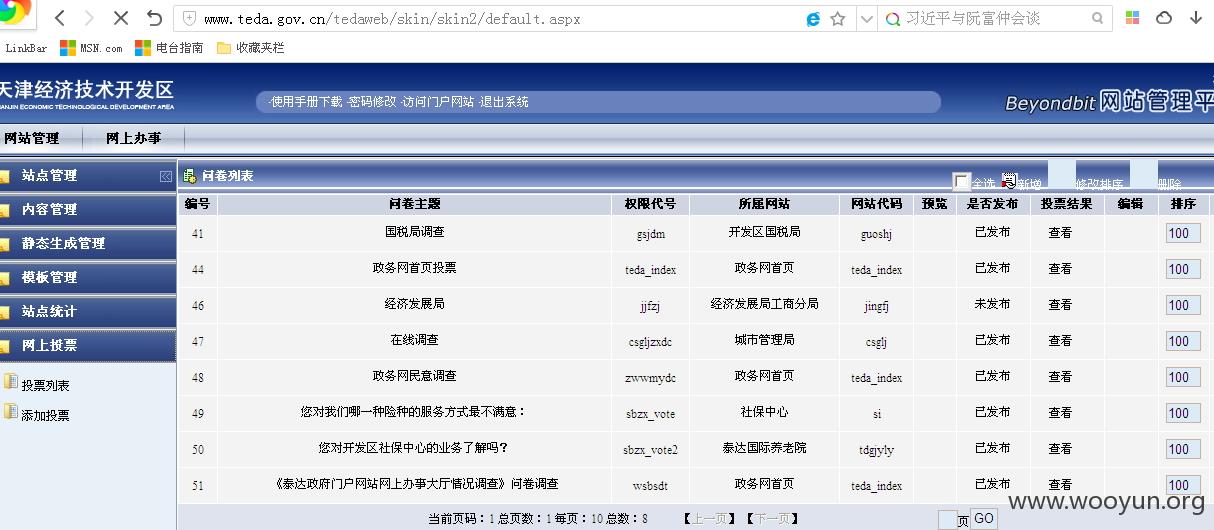 www.teda.gov.cn/tedaweb/skin/skin2/default.aspx 习近平与阮富仲会谈
LinkBar MSN.com 电台指南 收藏夹栏
天津经济技术开发区
TIANJIN ECONOMIC-TECHNOLOGICAL DEVELOPMENT AREA
·使用手册下载 ·密码修改 ·访问门户网站 ·退出系统
Beyondbit 网站管理平
网站管理 网上办事
站点管理
内容管理
静态生成管理
模板管理
站点统计
网上投票
投票列表
添加投票
问卷列表 全选 新增 修改排序 删除
编号 问卷主题 权限代号 所属网站 网站代码 预览 是否发布 投票结果 编辑 排序
41 国税局调查 gsjdm 开发区国税局 guoshj 已发布 查看 100
44 政务网首页投票 teda_index 政务网首页 teda_index 已发布 查看 100
46 经济发展局 jjfzj 经济发展局工商分局 jingfj 未发布 查看 100
47 在线调查 csgljzxdc 城市管理局 csglj 已发布 查看 100
48 政务网民意调查 zwwmydc 政务网首页 teda_index 已发布 查看 100
49 您对我们哪一种险种的服务方式最不满意： sbzx_vote 社保中心 si 已发布 查看 100
50 您对开发区社保中心的业务了解吗？ sbzx_vote2 泰达国际养老院 tdgjyly 已发布 查看 100
51 《泰达政府门户网站网上办事大厅情况调查》问卷调查 wsbsdt 政务网首页 teda_index 已发布 查看 100
当前页码：1 总页数：1 每页：10 总数：8 【上一页】 【下一页】 页 GO
www.wooyun.org